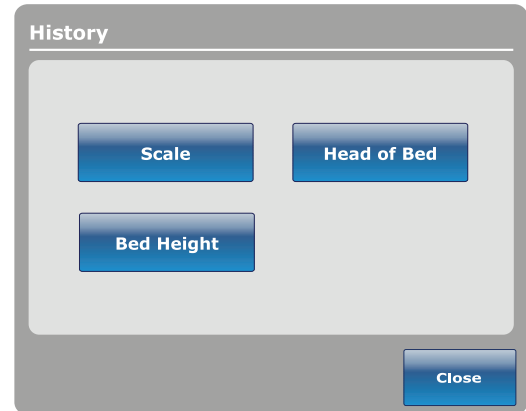 History
Scale
Head of Bed
Bed Height
Close